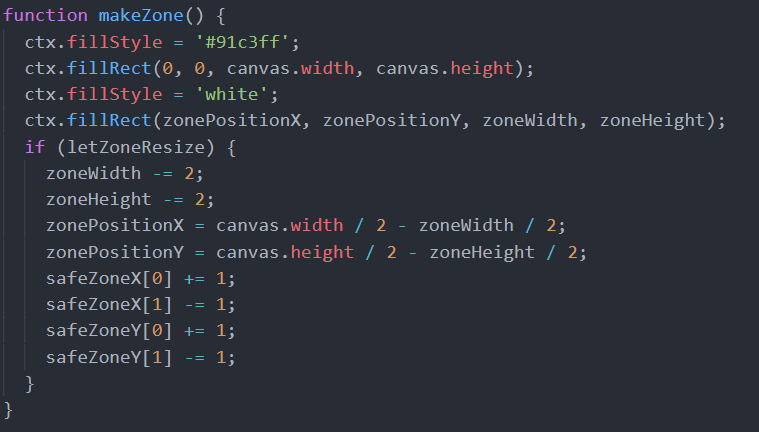 function makeZone() {
  ctx.fillStyle = '#91c3ff';
  ctx.fillRect(0, 0, canvas.width, canvas.height);
  ctx.fillStyle = 'white';
  ctx.fillRect(zonePositionX, zonePositionY, zoneWidth, zoneHeight);
  if (letZoneResize) {
    zoneWidth -= 2;
    zoneHeight -= 2;
    zonePositionX = canvas.width / 2 - zoneWidth / 2;
    zonePositionY = canvas.height / 2 - zoneHeight / 2;
    safeZoneX[0] += 1;
    safeZoneX[1] -= 1;
    safeZoneY[0] += 1;
    safeZoneY[1] -= 1;
  }
}